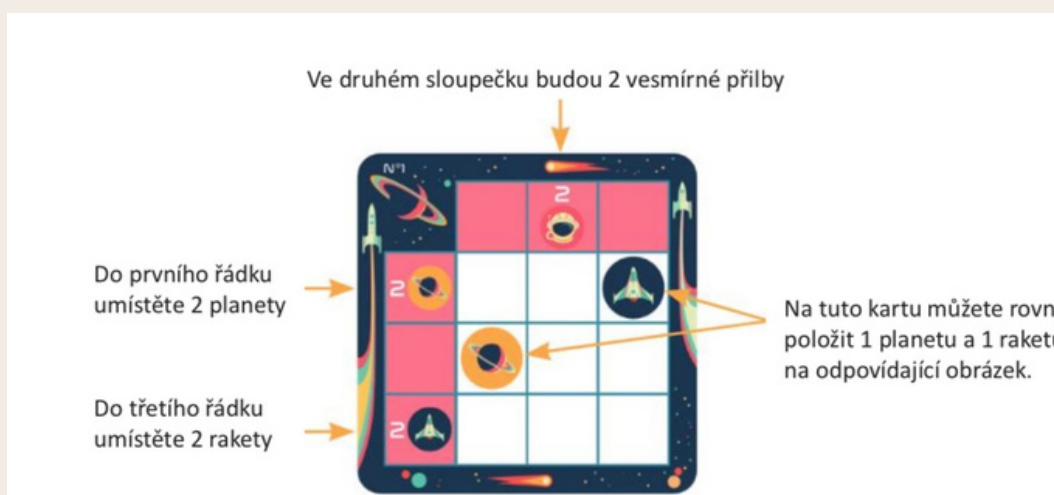 Ve druhém sloupečku budou 2 vesmírné přilby
N°1
2
Do prvního řádku
umístěte 2 planety
2
Na tuto kartu můžete rovn
položit 1 planetu a 1 raketu
na odpovídající obrázek.
Do třetího řádku
umístěte 2 rakety
2